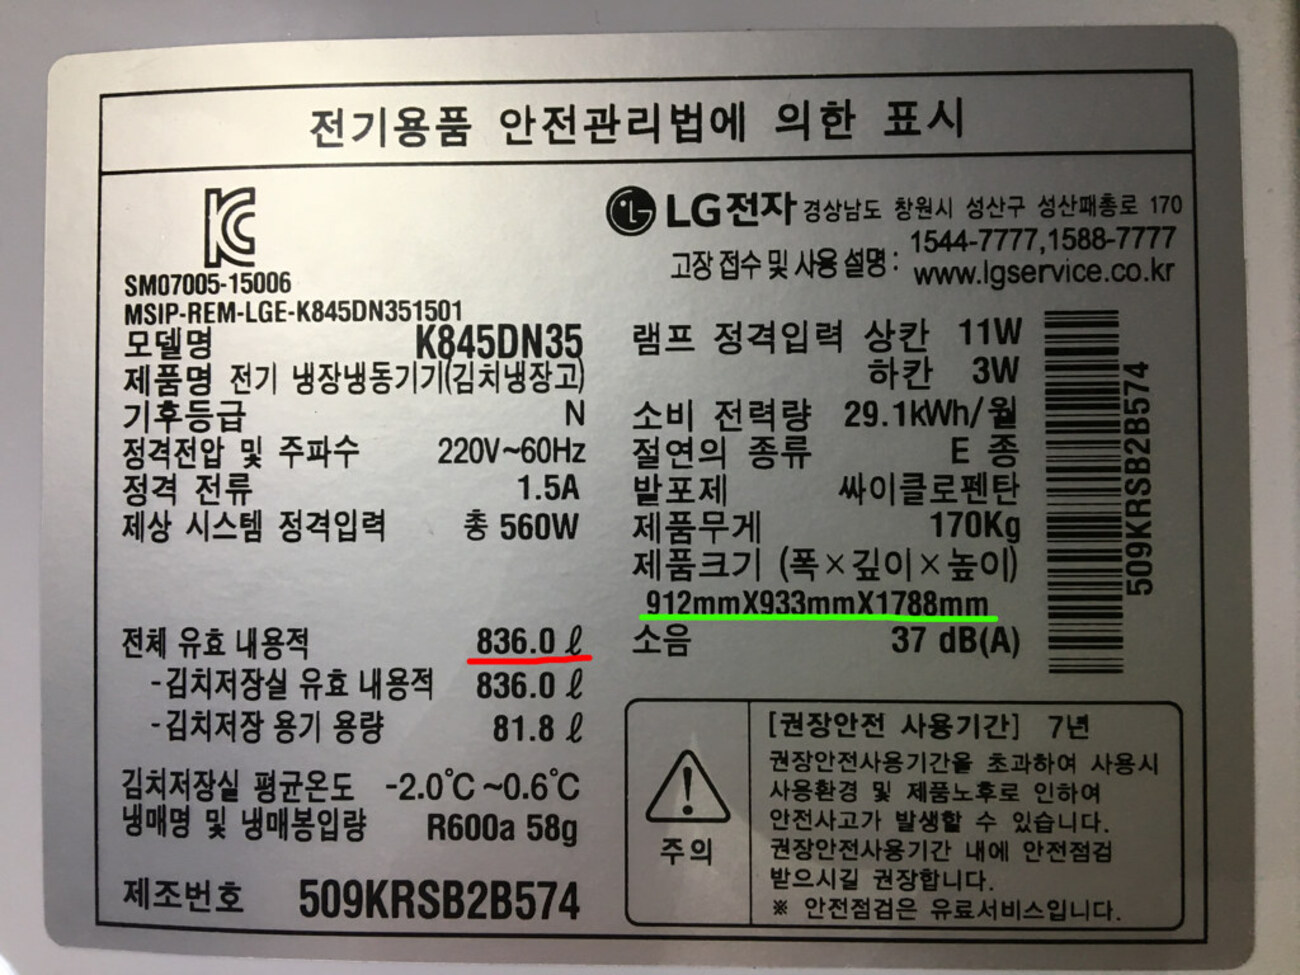 전기용품 안전관리법에 의한 표시
SM07005-15006
MSIP-REM-LGE-K845DN351501
모델명 K845DN35
제품명 전기 냉장냉동기기(김치냉장고)
기후등급 N
정격전압 및 주파수 220V~60Hz
정격 전류 1.5A
제상 시스템 정격입력 총 560W
전체 유효 내용적 836.0 ℓ
-김치저장실 유효 내용적 836.0 ℓ
-김치저장 용기 용량 81.8 ℓ
김치저장실 평균온도 -2.0℃ ~0.6℃
냉매명 및 냉매봉입량 R600a 58g
제조번호 509KRSB2B574
LG전자 경상남도 창원시 성산구 성산패총로 170
고장 접수 및 사용 설명 : 1544-7777,1588-7777
www.lgservice.co.kr
램프 정격입력 상칸 11W
하칸 3W
소비 전력량 29.1kWh/월
절연의 종류 E 종
발포제 싸이클로펜탄
제품무게 170Kg
제품크기 (폭×깊이×높이)
912mmX933mmX1788mm
소음 37 dB(A)
509KRSB2B574
주의
[권장안전 사용기간] 7년
권장안전사용기간을 초과하여 사용시
사용환경 및 제품노후로 인하여
안전사고가 발생할 수 있습니다.
권장안전사용기간 내에 안전점검
받으시길 권장합니다.
※ 안전점검은 유료서비스입니다.